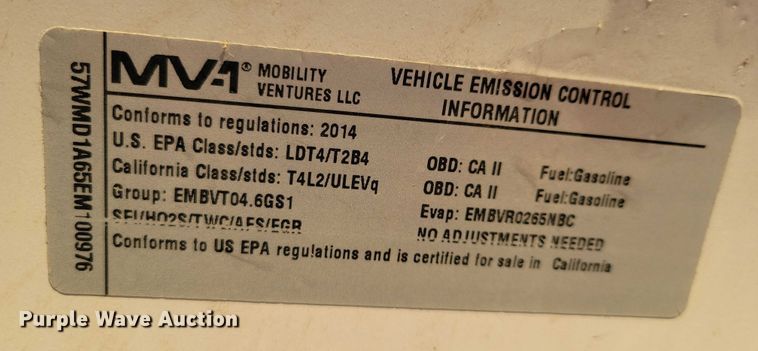 57WMD1A65EM100976
MV-1® MOBILITY VENTURES LLC
VEHICLE EMISSION CONTROL
INFORMATION
Conforms to regulations: 2014
U.S. EPA Class/stds: LDT4/T2B4 OBD: CA II Fuel:Gasoline
California Class/stds: T4L2/ULEVq OBD: CA II Fuel:Gasoline
Group: EMBVT04.6GS1 Evap: EMBVR0265NBC
SFI/HO2S/TWC/AFS/EGR NO ADJUSTMENTS NEEDED
Conforms to US EPA regulations and is certified for sale in California
Purple Wave Auction